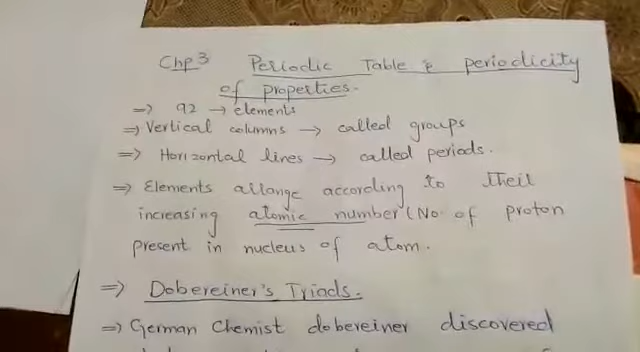 Chp 3 Periodic Table & periodicity
of properties.
=> 92 → elements
=> Vertical columns → called groups
=> Horizontal lines → called periods.
=> Elements arrange according to their
increasing atomic number (No. of proton
present in nucleus of atom.
=> Dobereiner's Triads.
=> German Chemist dobereiner discovered